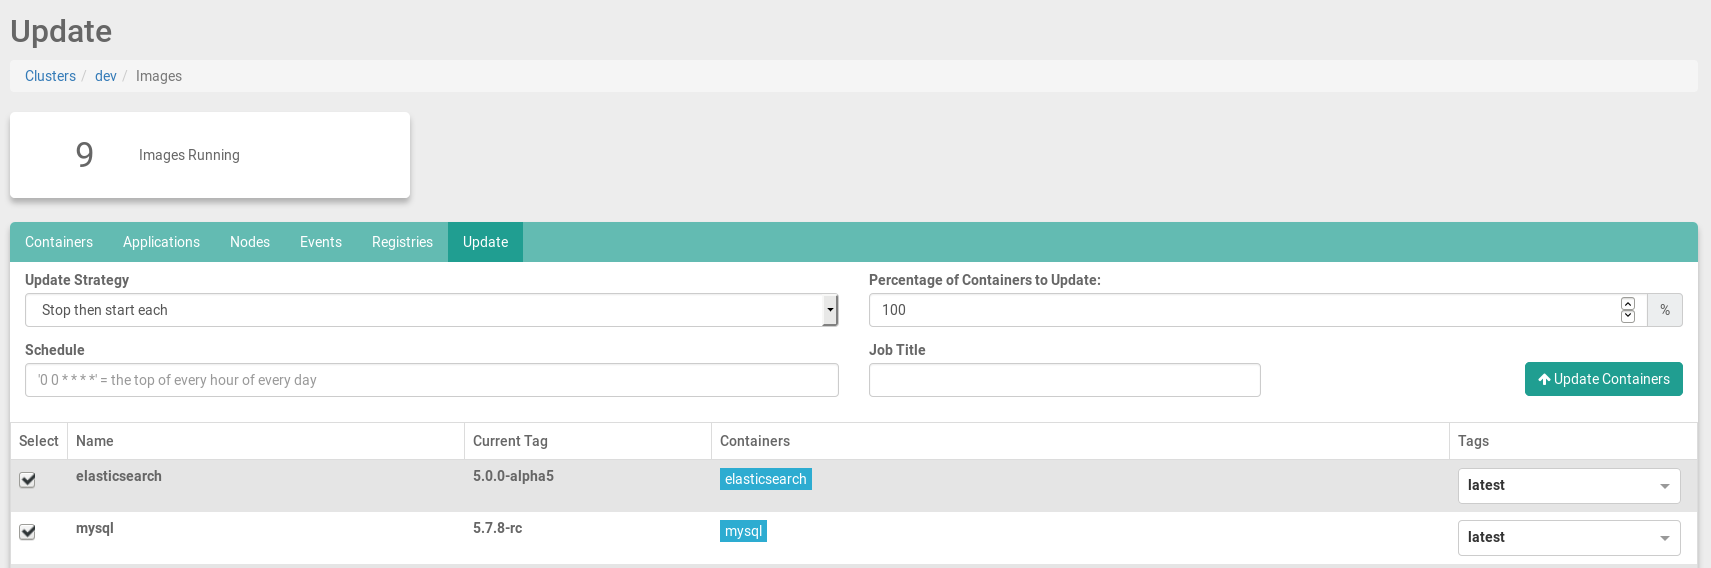 Update
Clusters / dev / Images
9 Images Running
Containers Applications Nodes Events Registries Update
Update Strategy Percentage of Containers to Update:
Stop then start each 100 %
Schedule Job Title
'0 0 * * * *' = the top of every hour of every day Update Containers
Select Name Current Tag Containers Tags
elasticsearch 5.0.0-alpha5 elasticsearch latest
mysql 5.7.8-rc mysql latest